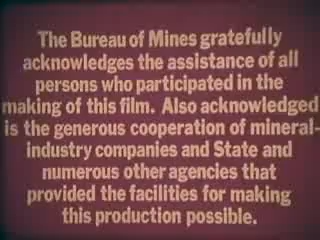 The Bureau of Mines gratefully
acknowledges the assistance of all
persons who participated in the
making of this film. Also acknowledged
is the generous cooperation of mineral-
industry companies and State and
numerous other agencies that
provided the facilities for making
this production possible.